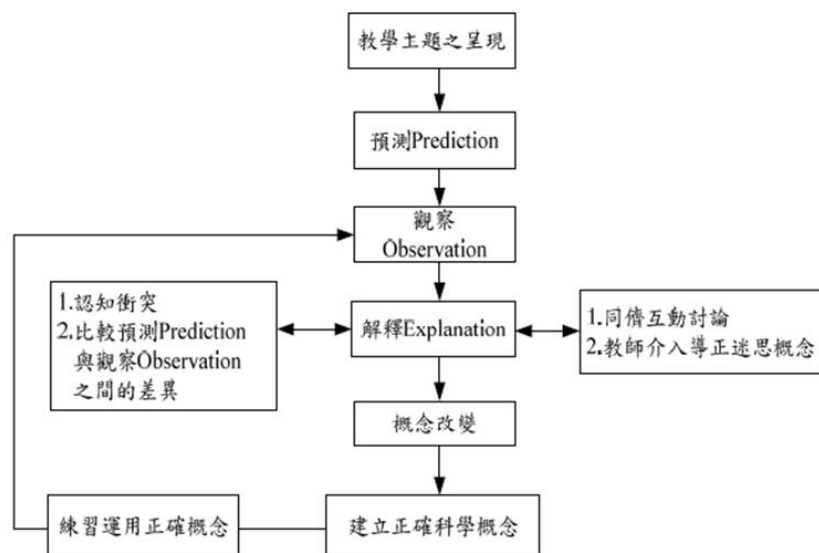 教學主題之呈現
預測Prediction
觀察
Observation
1.認知衝突
2.比較預測Prediction
與觀察Observation
之間的差異
解釋Explanation
1.同儕互動討論
2.教師介入導正迷思概念
概念改變
練習運用正確概念
建立正確科學概念